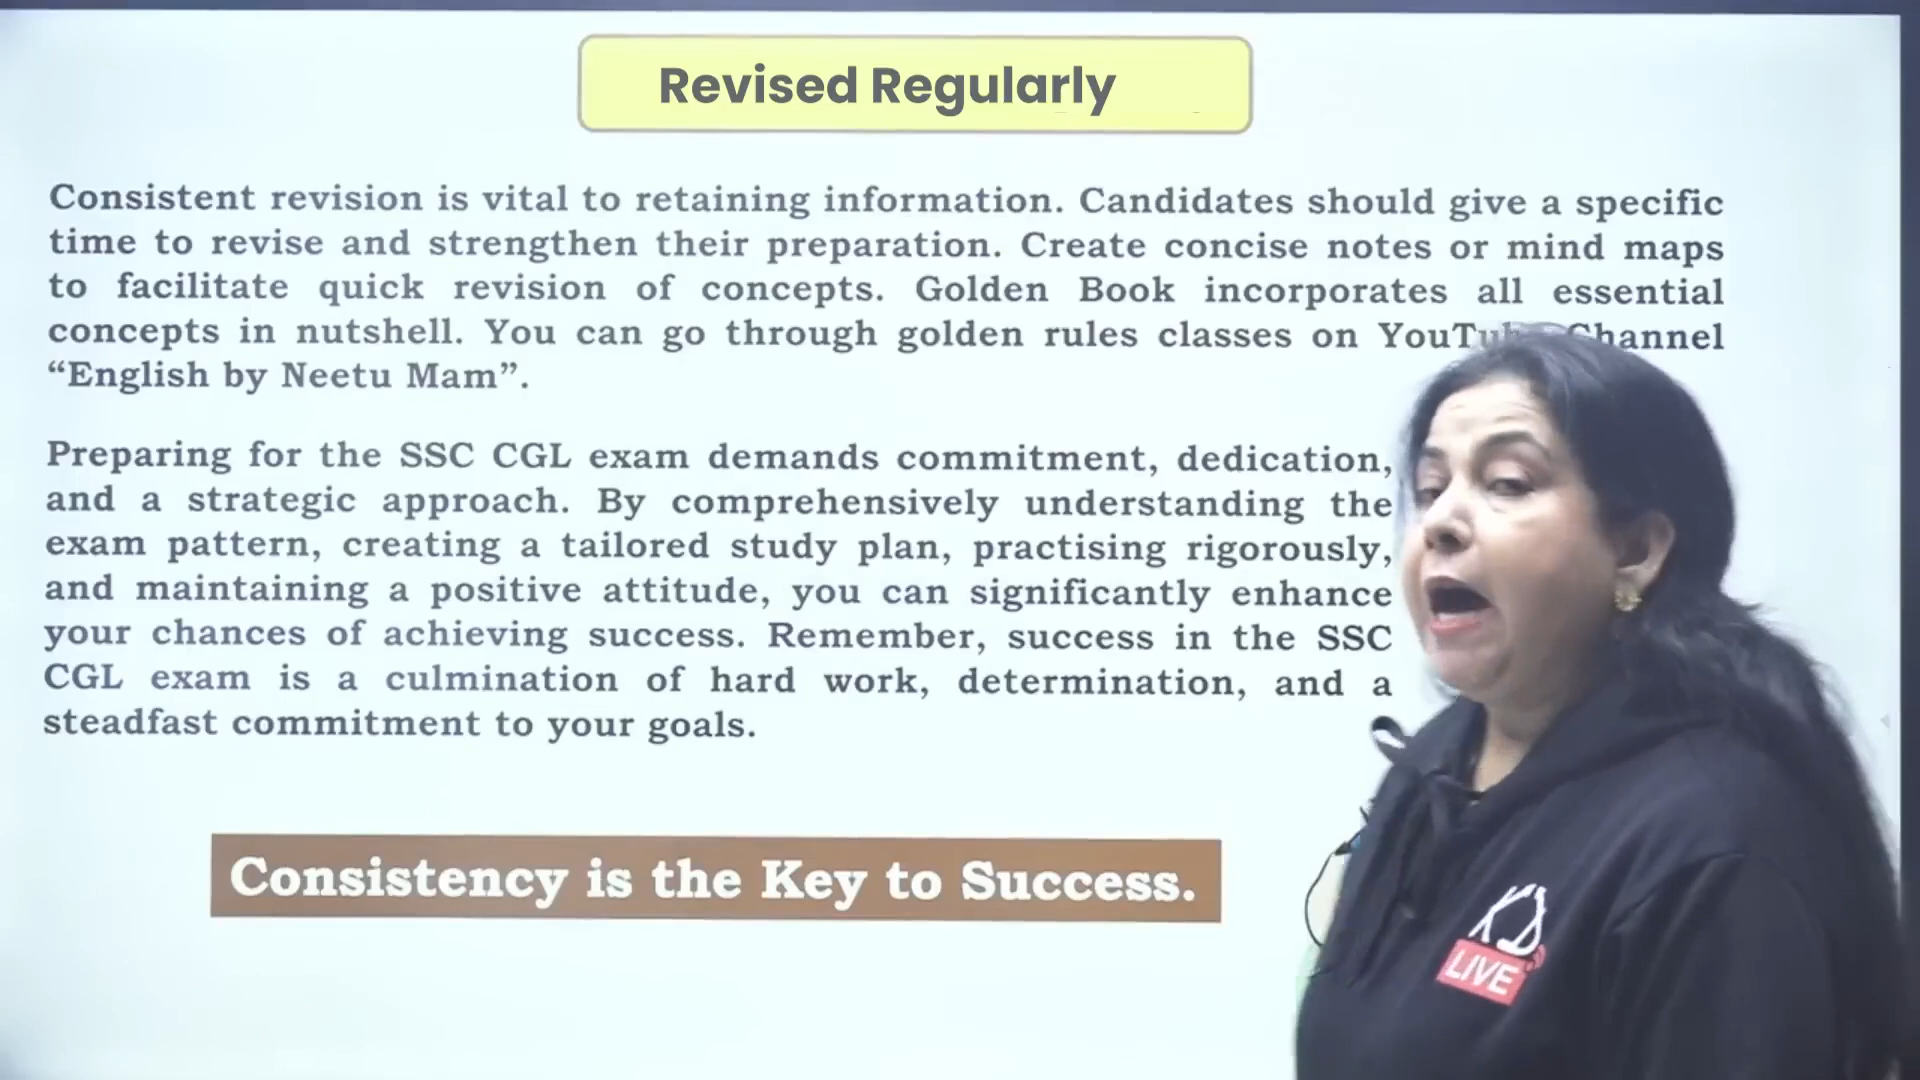 Revised Regularly
Consistent revision is vital to retaining information. Candidates should give a specific
time to revise and strengthen their preparation. Create concise notes or mind maps
to facilitate quick revision of concepts. Golden Book incorporates all essential
concepts in nutshell. You can go through golden rules classes on
“English by Neetu Mam”.
Preparing for the SSC CGL exam demands commitment, dedication,
and a strategic approach. By comprehensively understanding the
exam pattern, creating a tailored study plan, practising rigorously,
and maintaining a positive attitude, you can significantly enhance
your chances of achieving success. Remember, success in the SSC
CGL exam is a culmination of hard work, determination, and a
steadfast commitment to your goals.
Consistency is the Key to Success.
KD
LIVE